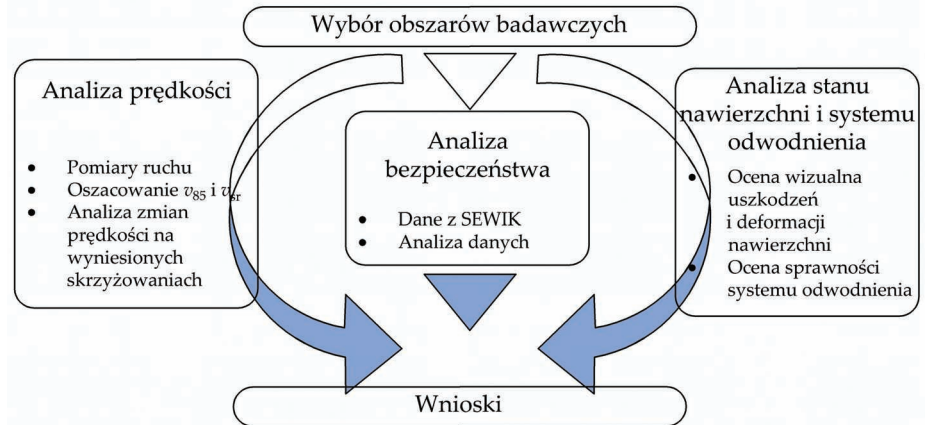 Wybór obszarów badawczych
Analiza prędkości
• Pomiary ruchu
• Oszacowanie v85 i vśr
• Analiza zmian
prędkości na
wyniesionych
skrzyżowaniach
Analiza
bezpieczeństwa
• Dane z SEWIK
• Analiza danych
Analiza stanu
nawierzchni i systemu
odwodnienia
• Ocena wizualna
uszkodzeń
i deformacji
nawierzchni
• Ocena sprawności
systemu odwodnienia
Wnioski